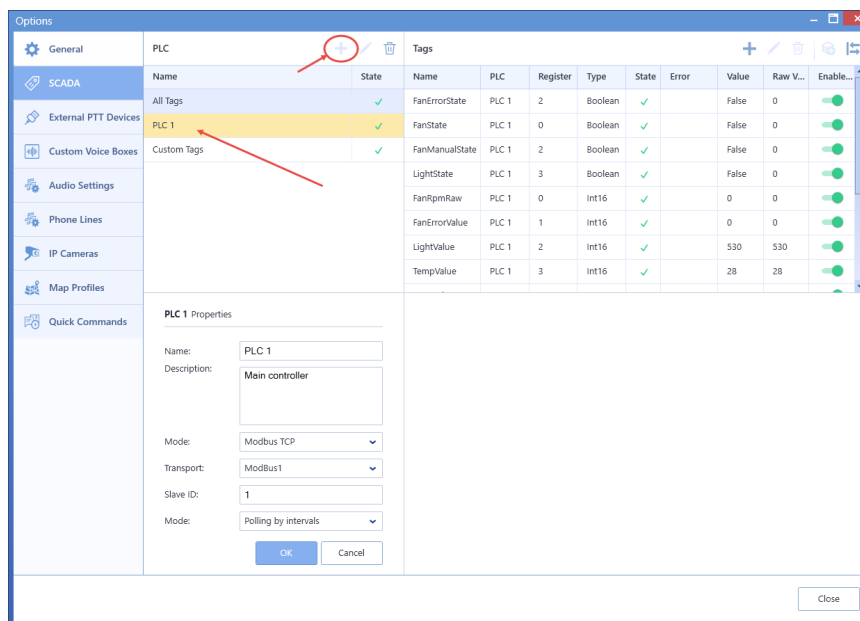 Options
General
SCADA
External PTT Devices
Custom Voice Boxes
Audio Settings
Phone Lines
IP Cameras
Map Profiles
Quick Commands
PLC
Name State
All Tags
PLC 1
Custom Tags
Tags
Name PLC Register Type State Error Value Raw V... Enable...
FanErrorState PLC 1 2 Boolean False 0
FanState PLC 1 0 Boolean False 0
FanManualState PLC 1 2 Boolean False 0
LightState PLC 1 3 Boolean False 0
FanRpmRaw PLC 1 0 Int16 0 0
FanErrorValue PLC 1 1 Int16 0 0
LightValue PLC 1 2 Int16 530 530
TempValue PLC 1 3 Int16 28 28
PLC 1 Properties
Name: PLC 1
Description: Main controller
Mode: Modbus TCP
Transport: ModBus1
Slave ID: 1
Mode: Polling by intervals
OK Cancel
Close